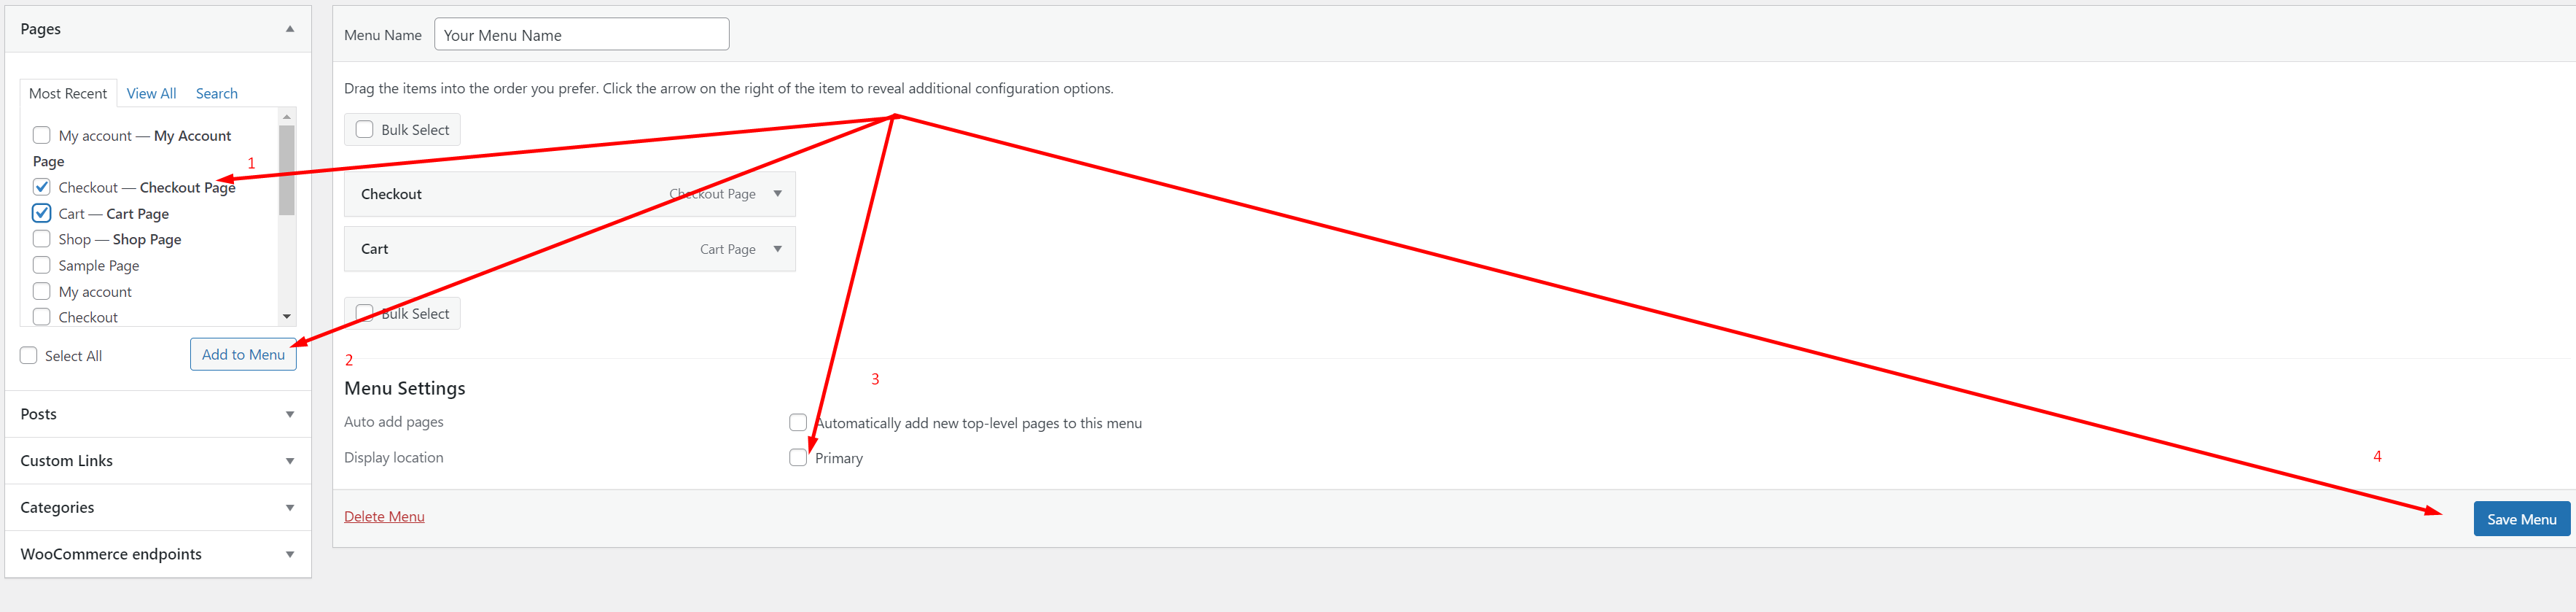 Pages
Most Recent View All Search
My account — My Account
Page
1
Checkout — Checkout Page
Cart — Cart Page
Shop — Shop Page
Sample Page
My account
Checkout
Select All Add to Menu
Posts
Custom Links
Categories
WooCommerce endpoints
Menu Name Your Menu Name
Drag the items into the order you prefer. Click the arrow on the right of the item to reveal additional configuration options.
Bulk Select
Checkout Checkout Page
Cart Cart Page
Bulk Select
2
Menu Settings
3
Auto add pages Automatically add new top-level pages to this menu
Display location Primary
4
Delete Menu Save Menu